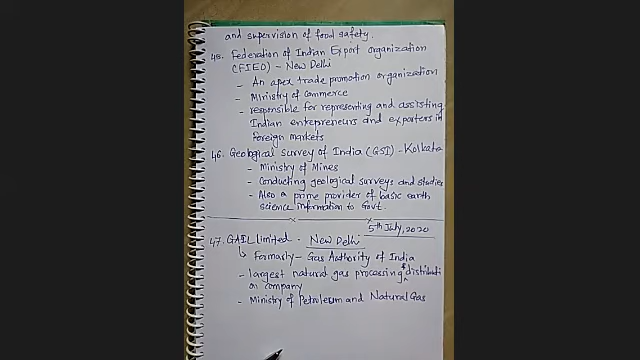 and supervision of food safety.
45. Federation of Indian Export Organization
(FIEO) - New Delhi
- An apex trade promotion organization
- Ministry of Commerce
- responsible for representing and assisting
Indian entrepreneurs and exporters in
foreign markets
46. Geological Survey of India (GSI) - Kolkata
- Ministry of Mines
- Conducting geological surveys and studies
- Also a prime provider of basic earth
science information to Govt.
5th July, 2020
47. GAIL Limited - New Delhi
Formarly - Gas Authority of India
- largest natural gas processing & distributi
on company
- Ministry of Petroleum and Natural Gas